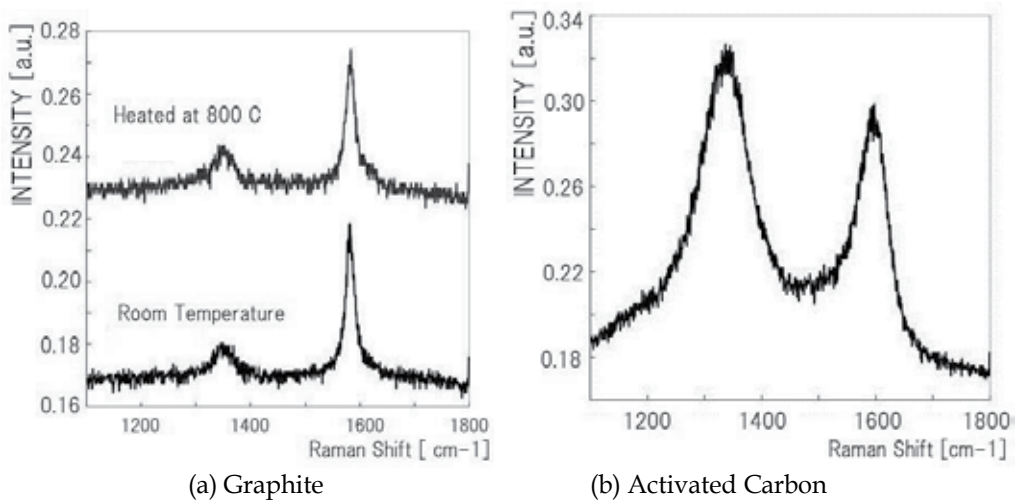 INTENSITY [a.u.]
0.28
0.26
0.24
0.22
0.20
0.18
0.16
Heated at 800 C
Room Temperature
1200
1400
1600
1800
Raman Shift [ cm-1]
(a) Graphite
INTENSITY [a.u.]
0.34
0.30
0.26
0.22
0.18
1200
1400
1600
1800
Raman Shift [cm-1]
(b) Activated Carbon